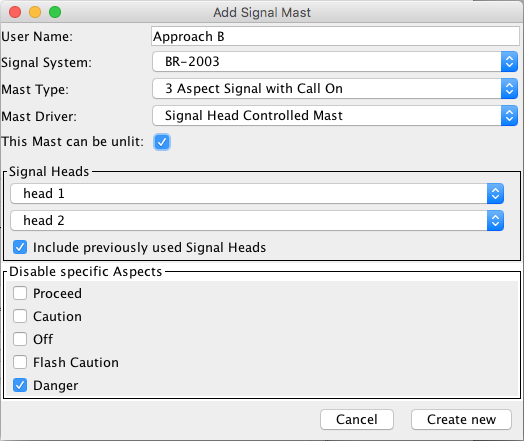 Add Signal Mast
User Name: Approach B
Signal System: BR-2003
Mast Type: 3 Aspect Signal with Call On
Mast Driver: Signal Head Controlled Mast
This Mast can be unlit:
Signal Heads
head 1
head 2
Include previously used Signal Heads
Disable specific Aspects
Proceed
Caution
Off
Flash Caution
Danger
Cancel Create new